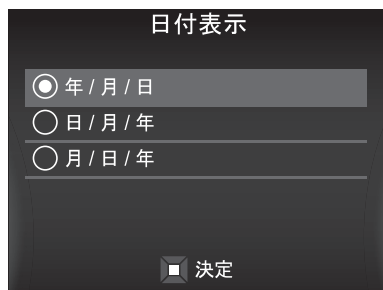 日付表示
年 / 月 / 日
日 / 月 / 年
月 / 日 / 年
決定